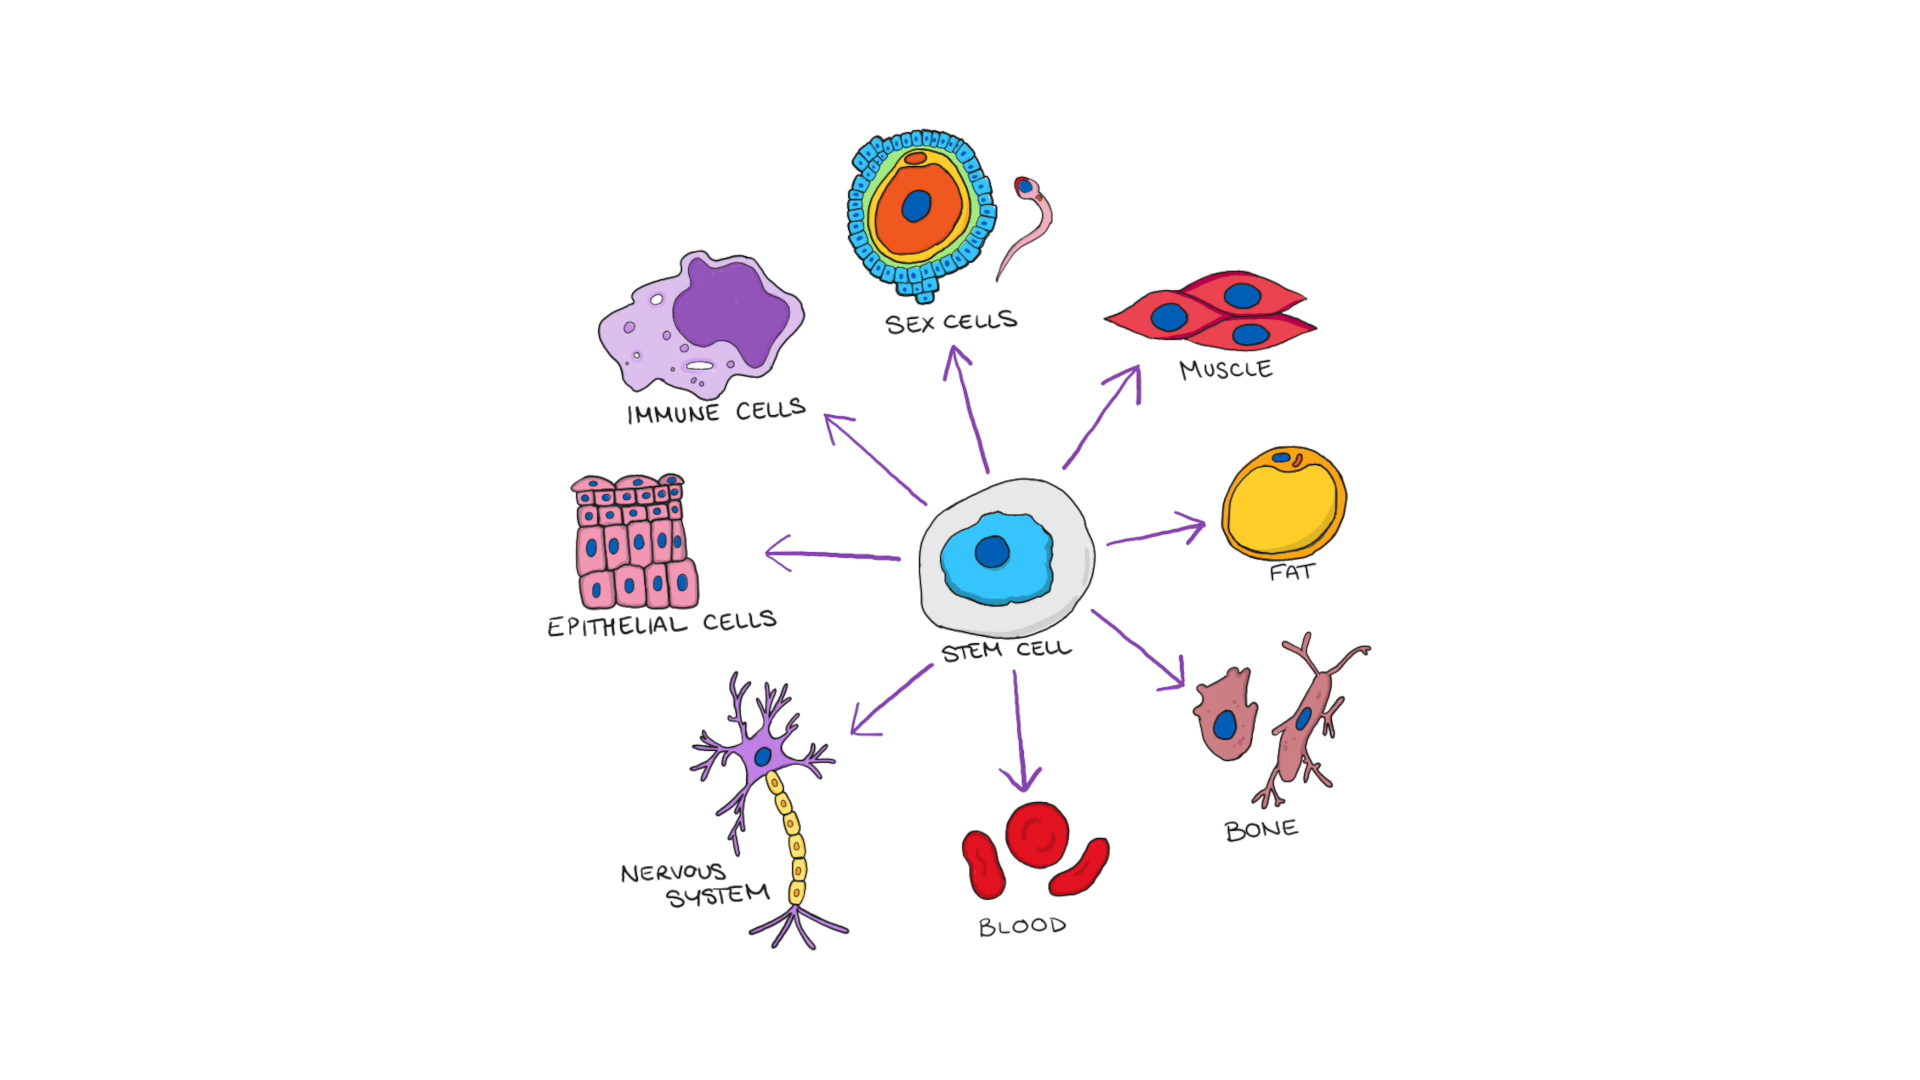 SEX CELLS
MUSCLE
IMMUNE CELLS
FAT
EPITHELIAL CELLS
STEM CELL
BONE
NERVOUS
SYSTEM
BLOOD